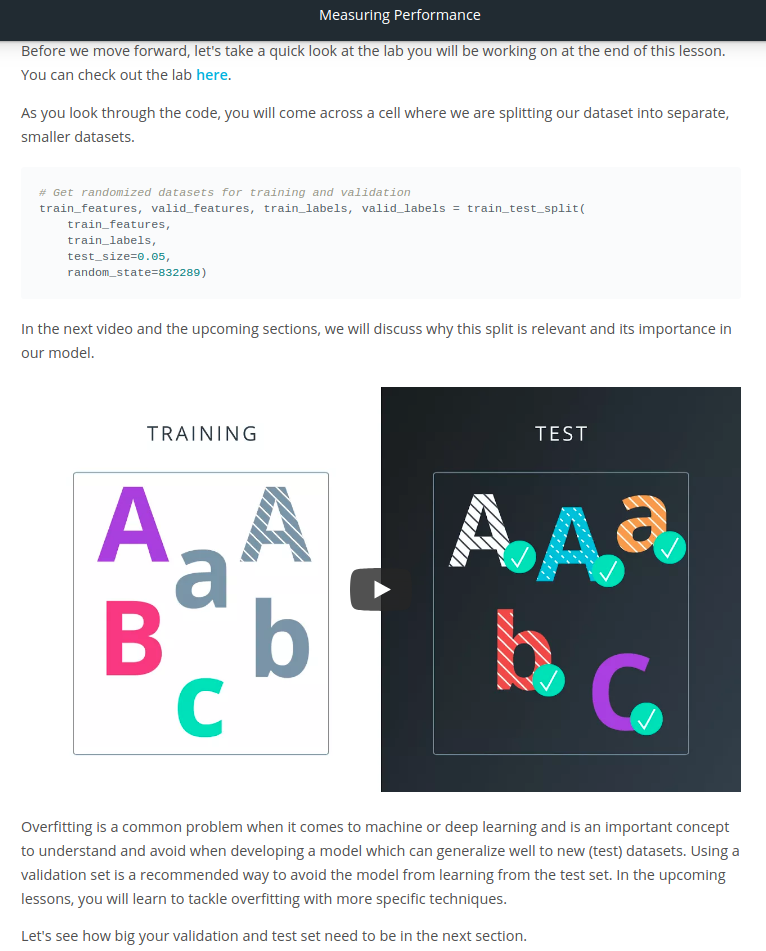 Measuring Performance
Before we move forward, let's take a quick look at the lab you will be working on at the end of this lesson.
You can check out the lab here.
As you look through the code, you will come across a cell where we are splitting our dataset into separate,
smaller datasets.
# Get randomized datasets for training and validation
train_features, valid_features, train_labels, valid_labels = train_test_split(
    train_features,
    train_labels,
    test_size=0.05,
    random_state=832289)
In the next video and the upcoming sections, we will discuss why this split is relevant and its importance in
our model.
TRAINING
A A
a
B b
c
TEST
A A a
b
c
Overfitting is a common problem when it comes to machine or deep learning and is an important concept
to understand and avoid when developing a model which can generalize well to new (test) datasets. Using a
validation set is a recommended way to avoid the model from learning from the test set. In the upcoming
lessons, you will learn to tackle overfitting with more specific techniques.
Let's see how big your validation and test set need to be in the next section.